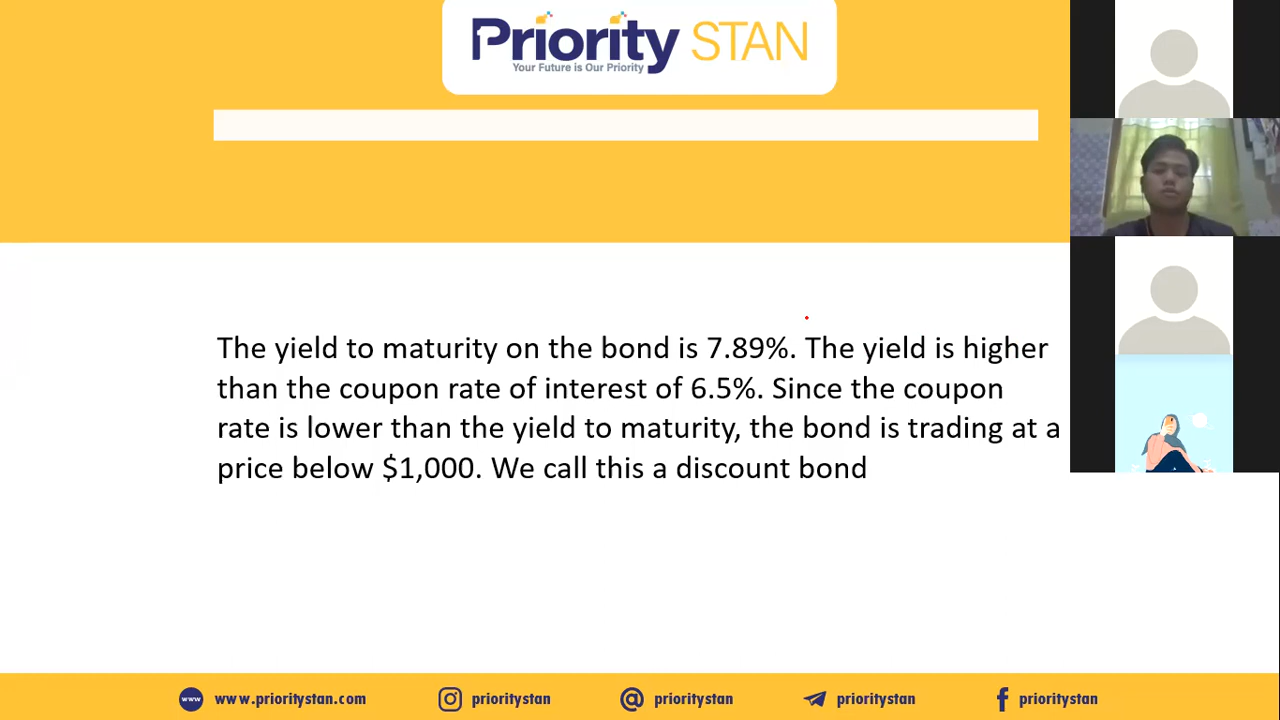 Priority STAN
Your Future is Our Priority
The yield to maturity on the bond is 7.89%. The yield is higher
than the coupon rate of interest of 6.5%. Since the coupon
rate is lower than the yield to maturity, the bond is trading at a
price below $1,000. We call this a discount bond
www www.prioritystan.com prioritystan prioritystan prioritystan prioritystan